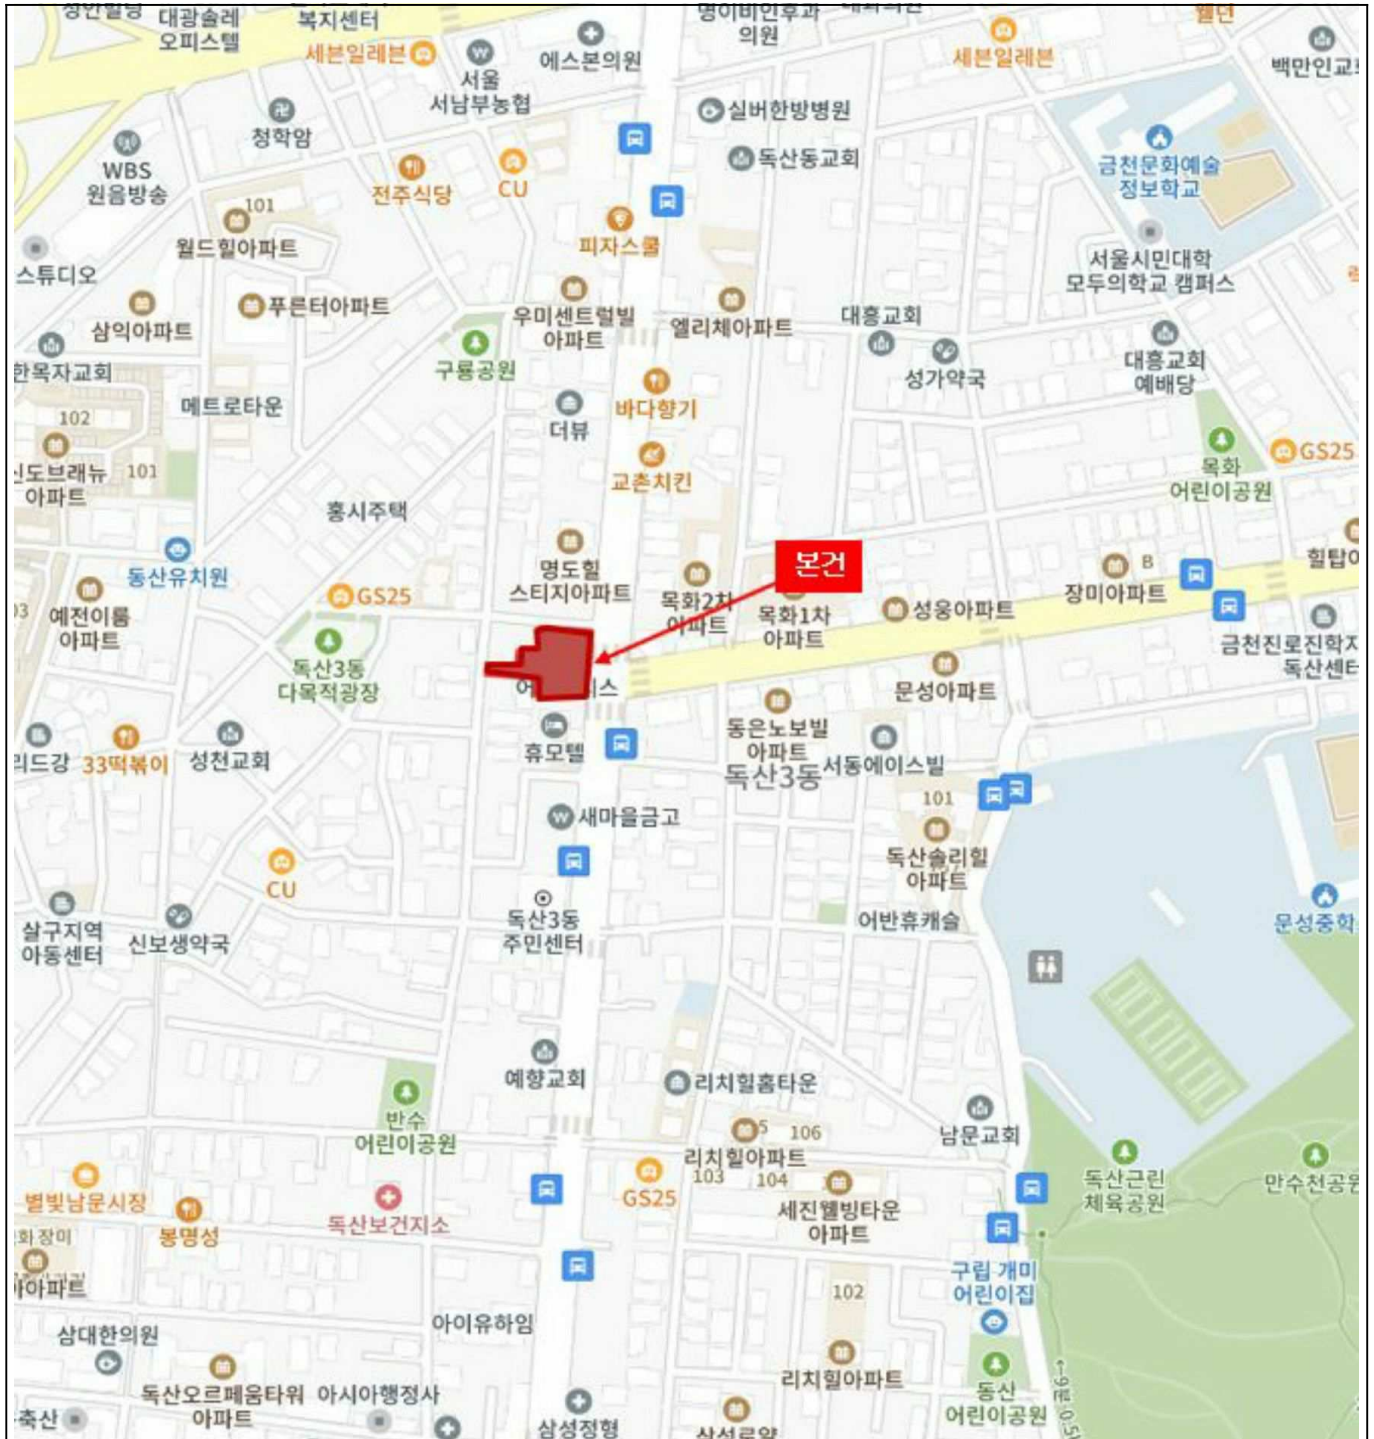 대광솔레
오피스텔
복지센터
세븐일레븐
서울
서남부농협
에스본의원
명이비인후과
의원
세븐일레븐
웰던
백만인교회
WBS
원음방송
청학암
전주식당
CU
실버한방병원
독산동교회
금천문화예술
정보학교
101
월드힐아파트
피자스쿨
서울시민대학
모두의학교 캠퍼스
스튜디오
삼익아파트
푸른터아파트
우미센트럴빌
아파트
엘리체아파트
대흥교회
성가약국
대흥교회
예배당
한목자교회
메트로타운
구룡공원
더뷰
바다향기
102
신도브래뉴
아파트
101
홍시주택
교촌치킨
목화
어린이공원
GS25
동산유치원
GS25
명도힐
스티지아파트
본건
목화2차
아파트
목화1차
아파트
성웅아파트
장미아파트
B
힐탑아
03
예전이룸
아파트
독산3동
다목적광장
금천진로진학지
독산센터
문성아파트
리드강
33떡볶이
성천교회
휴모텔
동은노보빌
아파트
독산3동
서동에이스빌
101
새마을금고
독산솔리힐
아파트
CU
독산3동
주민센터
어반휴캐슬
문성중학
살구지역
아동센터
신보생약국
예향교회
리치힐홈타운
반수
어린이공원
106
리치힐아파트
103
104
남문교회
독산근린
체육공원
만수천공원
별빛남문시장
봉명성
독산보건지소
GS25
세진웰빙타운
아파트
화장미
아파트
102
구립 개미
어린이집
삼대한의원
아이유하임
리치힐아파트
동산
어린이공원
독산오르페움타워
아파트
아시아행정사
축산
삼성정형